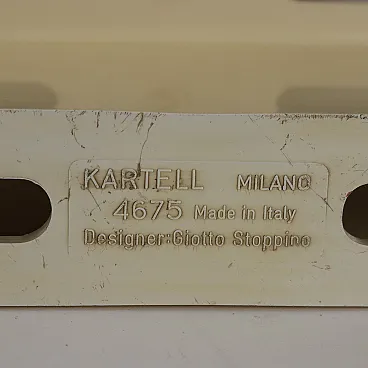 KARTELL MILANO
4675 Made in Italy
Designer:Giotto Stoppino